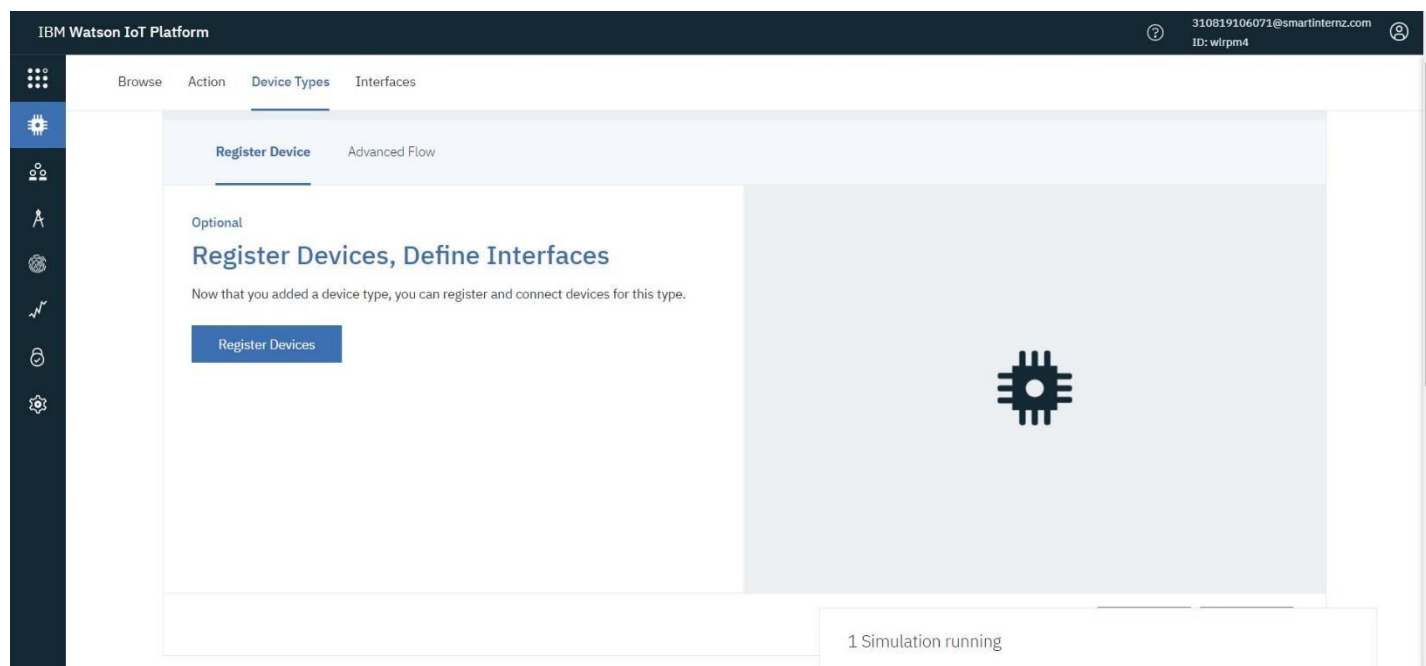 IBM Watson IoT Platform
310819106071@smartinternz.com
ID: wlrpm4
Browse Action Device Types Interfaces
Register Device Advanced Flow
Optional
Register Devices, Define Interfaces
Now that you added a device type, you can register and connect devices for this type.
Register Devices
1 Simulation running